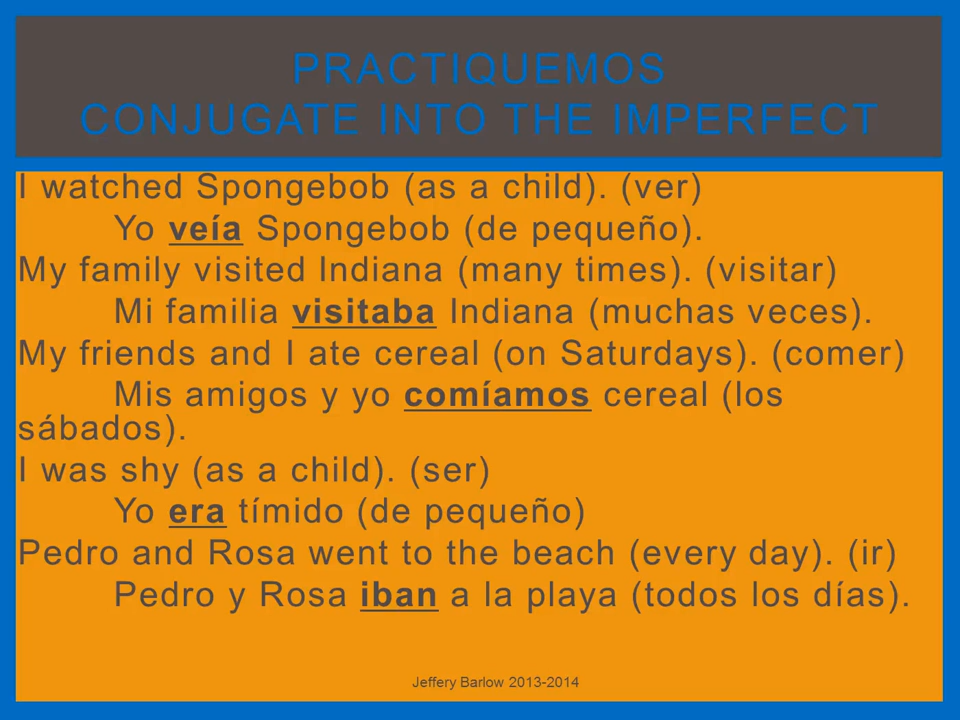 PRACTIQUEMOS
CONJUGATE INTO THE IMPERFECT
I watched Spongebob (as a child). (ver)
Yo veía Spongebob (de pequeño).
My family visited Indiana (many times). (visitar)
Mi familia visitaba Indiana (muchas veces).
My friends and I ate cereal (on Saturdays). (comer)
Mis amigos y yo comíamos cereal (los
sábados).
I was shy (as a child). (ser)
Yo era tímido (de pequeño)
Pedro and Rosa went to the beach (every day). (ir)
Pedro y Rosa iban a la playa (todos los días).
Jeffery Barlow 2013-2014